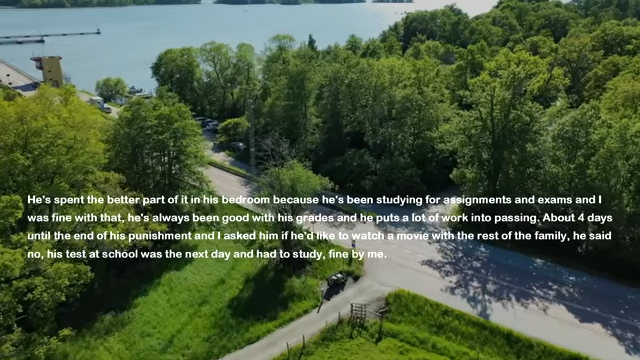 He's spent the better part of it in his bedroom because he's been studying for assignments and exams and I
was fine with that, he's always been good with his grades and he puts a lot of work into passing. About 4 days
until the end of his punishment and I asked him if he'd like to watch a movie with the rest of the family, he said
no, his test at school was the next day and had to study, fine by me.